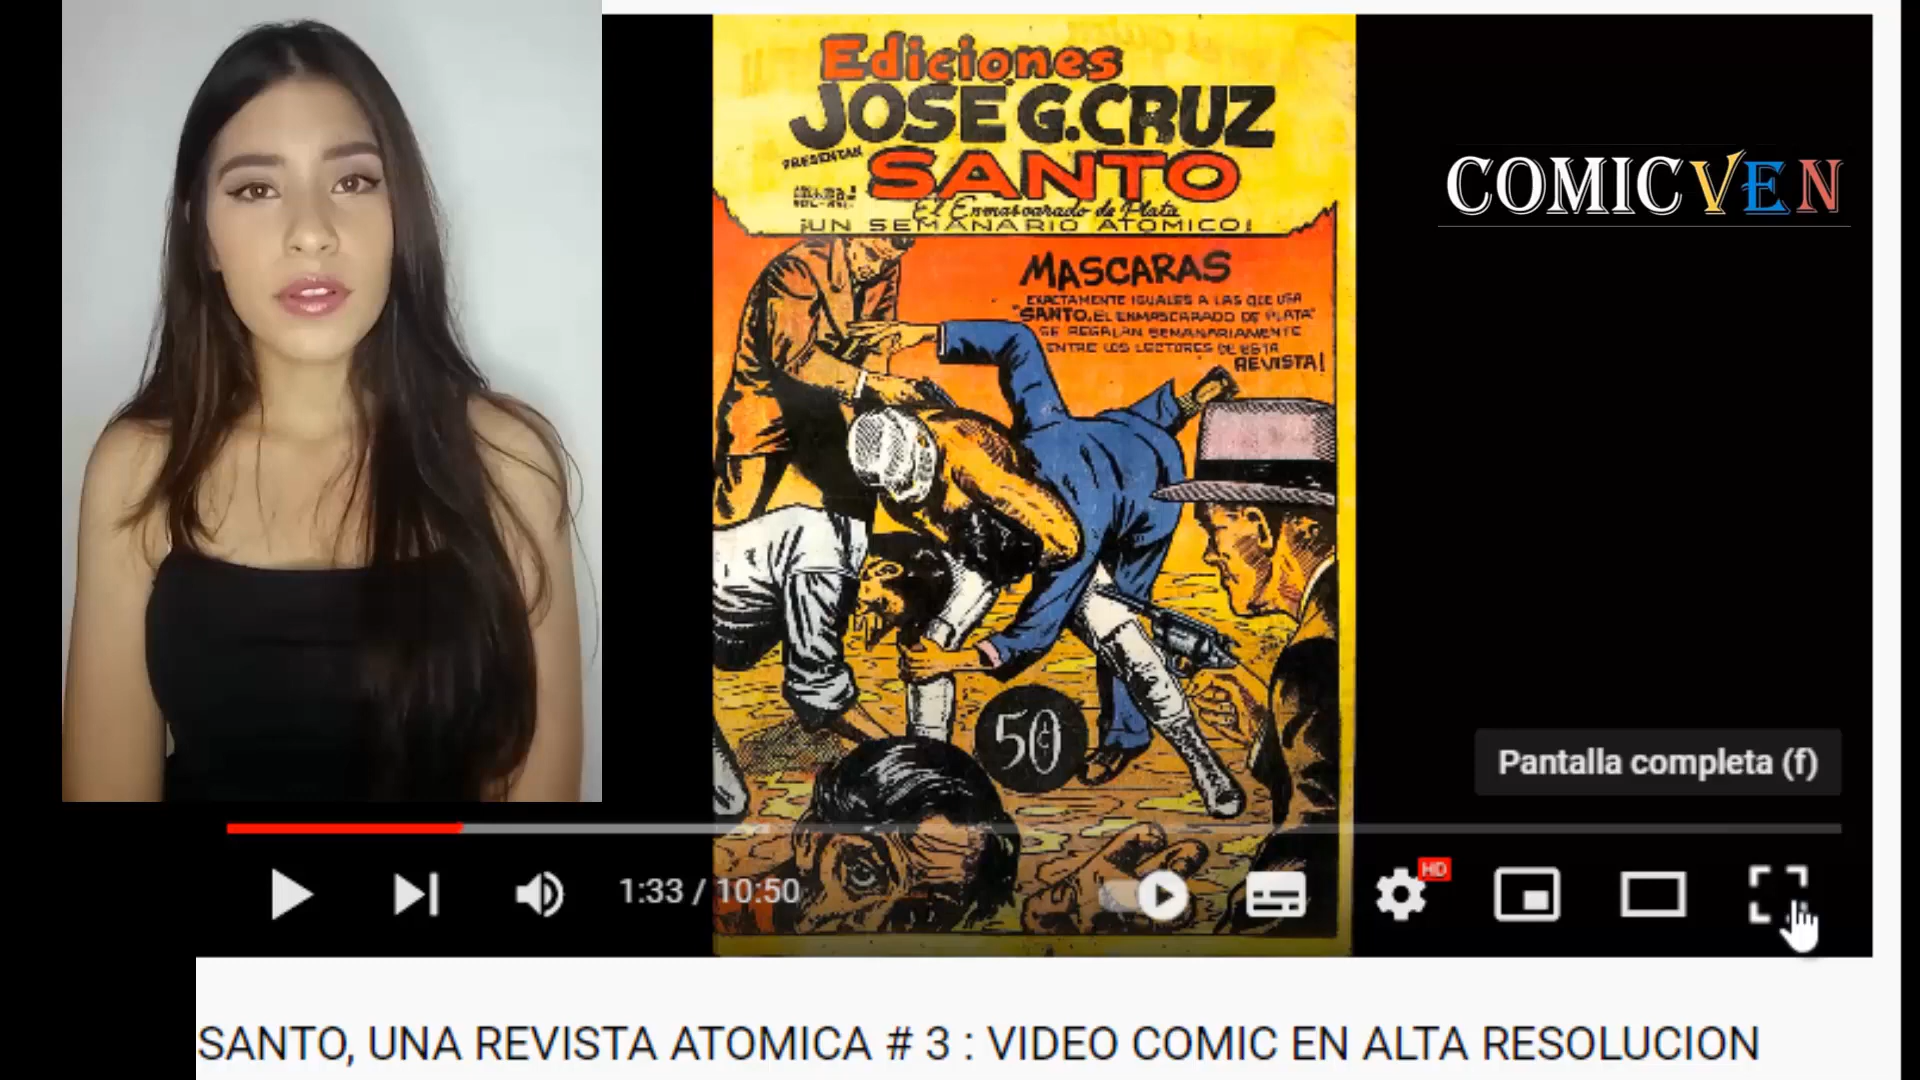 Ediciones
JOSE G. CRUZ
PRESENTAN
SANTO
El Enmascarado de Plata
¡UN SEMANARIO ATOMICO!
MASCARAS
EXACTAMENTE IGUALES A LAS QUE USA
"SANTO, EL ENMASCARADO DE PLATA"
SE REGALAN SEMANARIAMENTE
ENTRE LOS LECTORES DE ESTA
REVISTA!
50¢
COMICVEN
Pantalla completa (f)
1:33 / 10:50
HD
SANTO, UNA REVISTA ATOMICA # 3 : VIDEO COMIC EN ALTA RESOLUCION